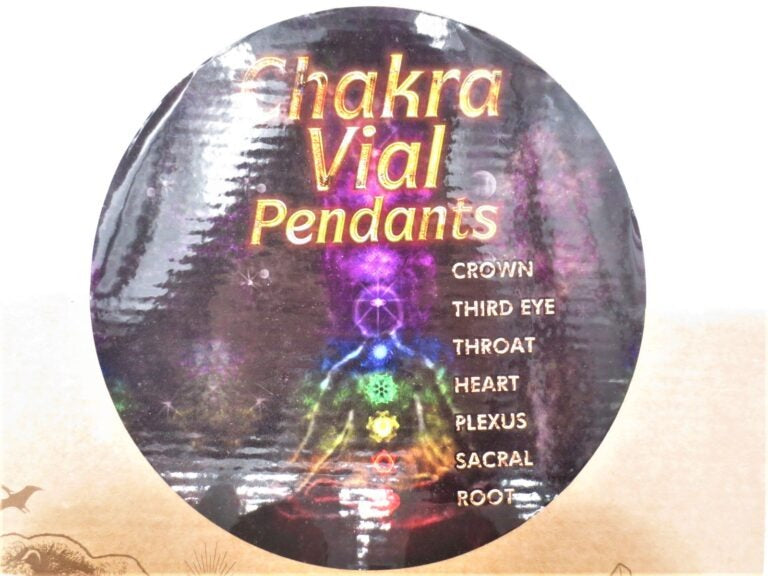 Chakra
Vial
Pendants
CROWN
THIRD EYE
THROAT
HEART
PLEXUS
SACRAL
ROOT